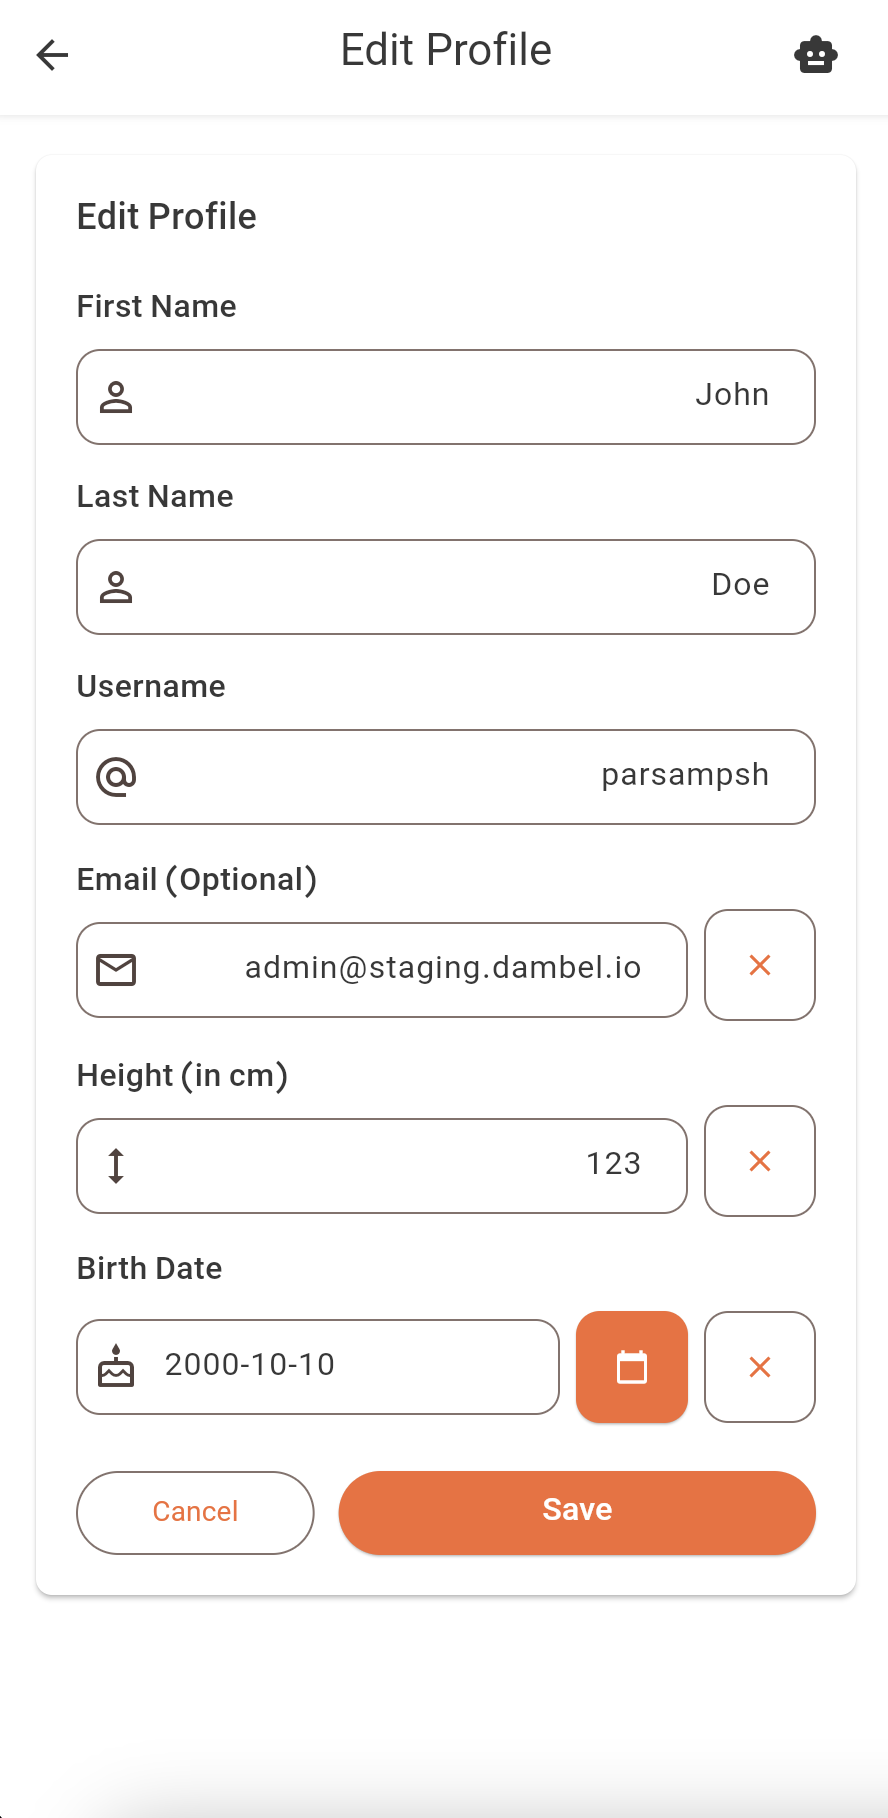 Edit Profile
Edit Profile
First Name
John
Last Name
Doe
Username
parsampsh
Email (Optional)
admin@staging.dambel.io
Height (in cm)
123
Birth Date
2000-10-10
Cancel
Save